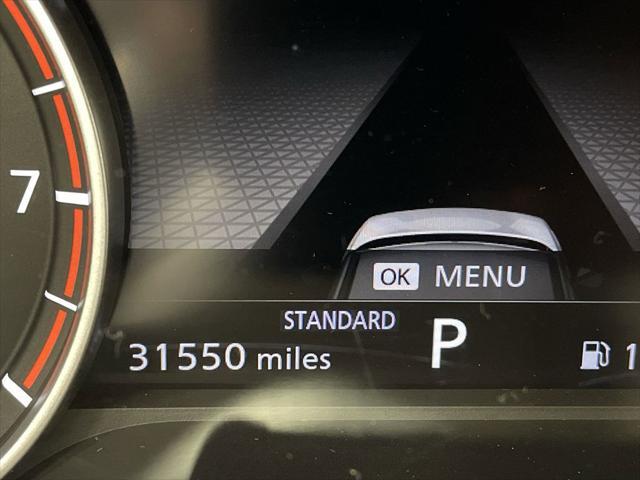 7
OK MENU
STANDARD
31550 miles P 1